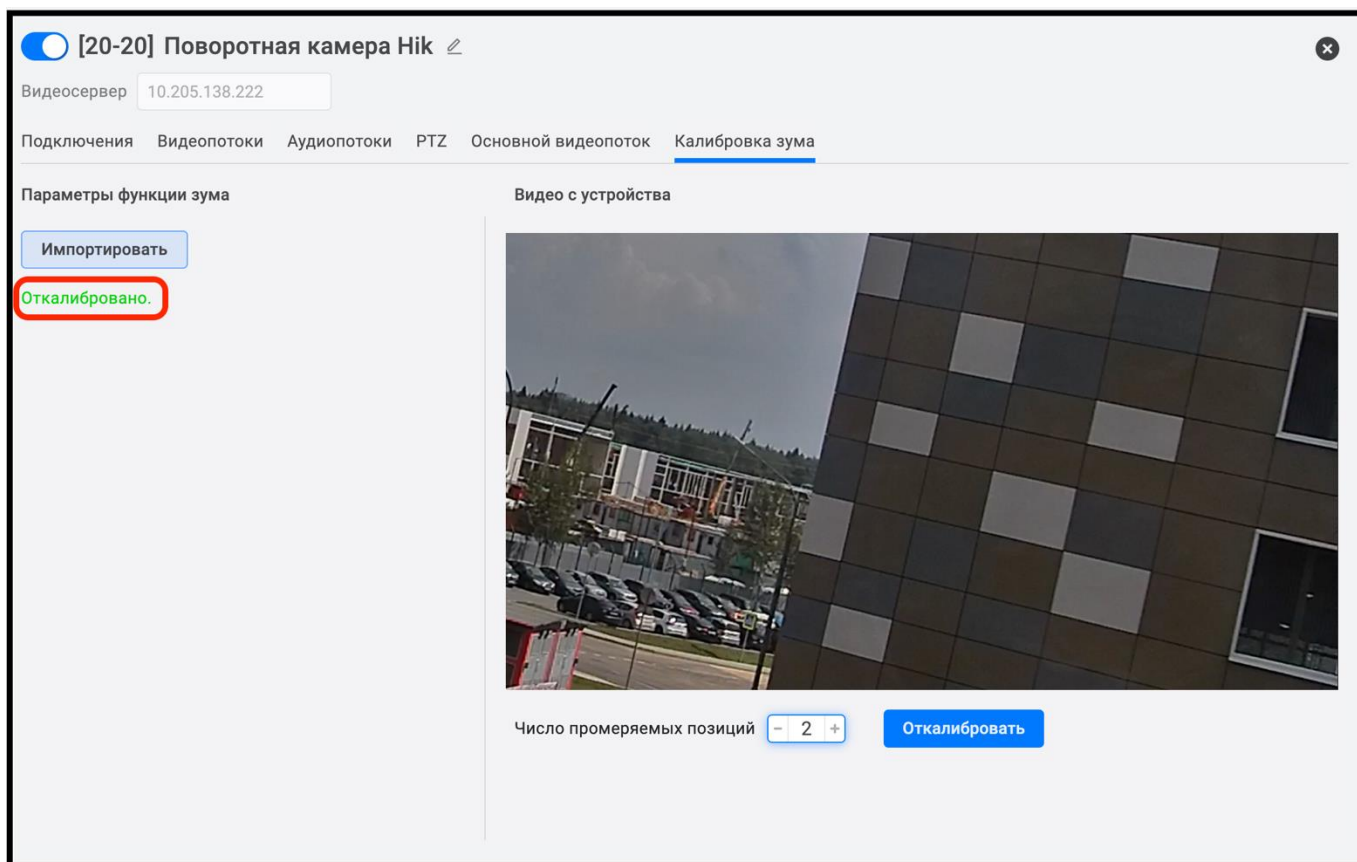 [20-20] Поворотная камера Hik
Видеосервер 10.205.138.222
Подключения Видеопотоки Аудиопотоки PTZ Основной видеопоток Калибровка зума
Параметры функции зума
Импортировать
Откалибровано.
Видео с устройства
Число промеряемых позиций - 2 +
Откалибровать